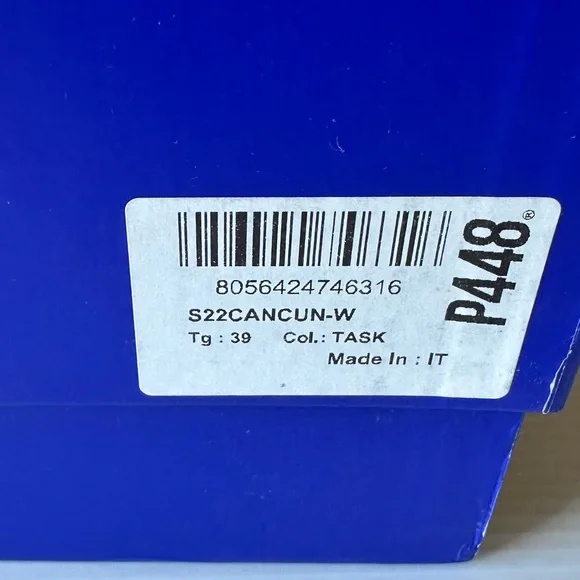 8056424746316
S22CANCUN-W
Tg : 39 Col.: TASK
Made In : IT
P448®